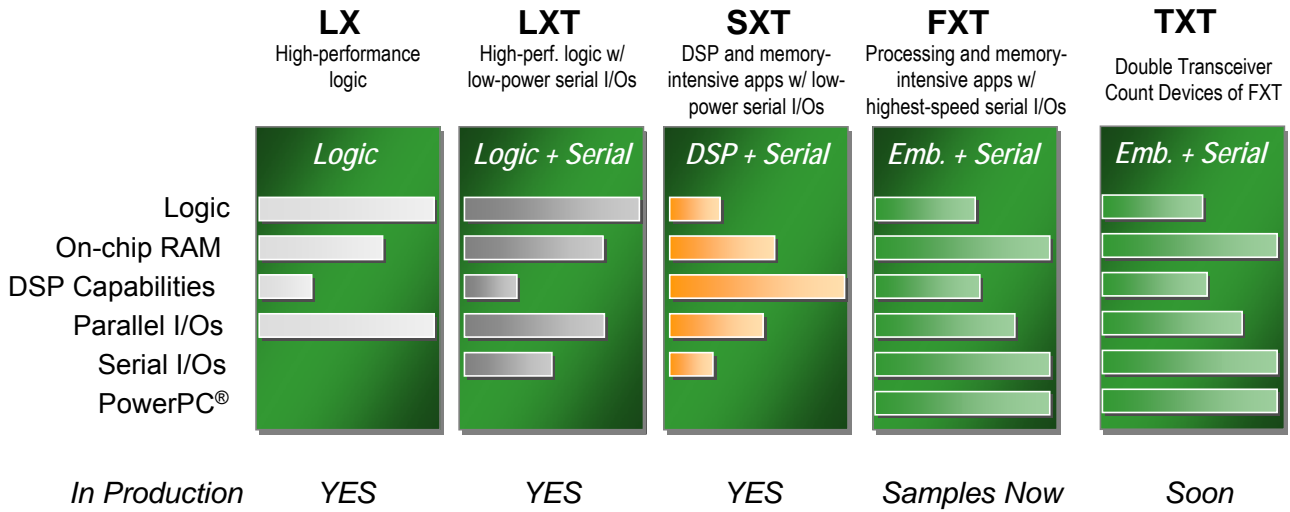 LX
High-performance
logic
LXT
High-perf. logic w/
low-power serial I/Os
SXT
DSP and memory-
intensive apps w/ low-
power serial I/Os
FXT
Processing and memory-
intensive apps w/
highest-speed serial I/Os
TXT
Double Transceiver
Count Devices of FXT
Logic
Logic + Serial
DSP + Serial
Emb. + Serial
Emb. + Serial
Logic
On-chip RAM
DSP Capabilities
Parallel I/Os
Serial I/Os
PowerPC®
In Production YES YES YES Samples Now Soon